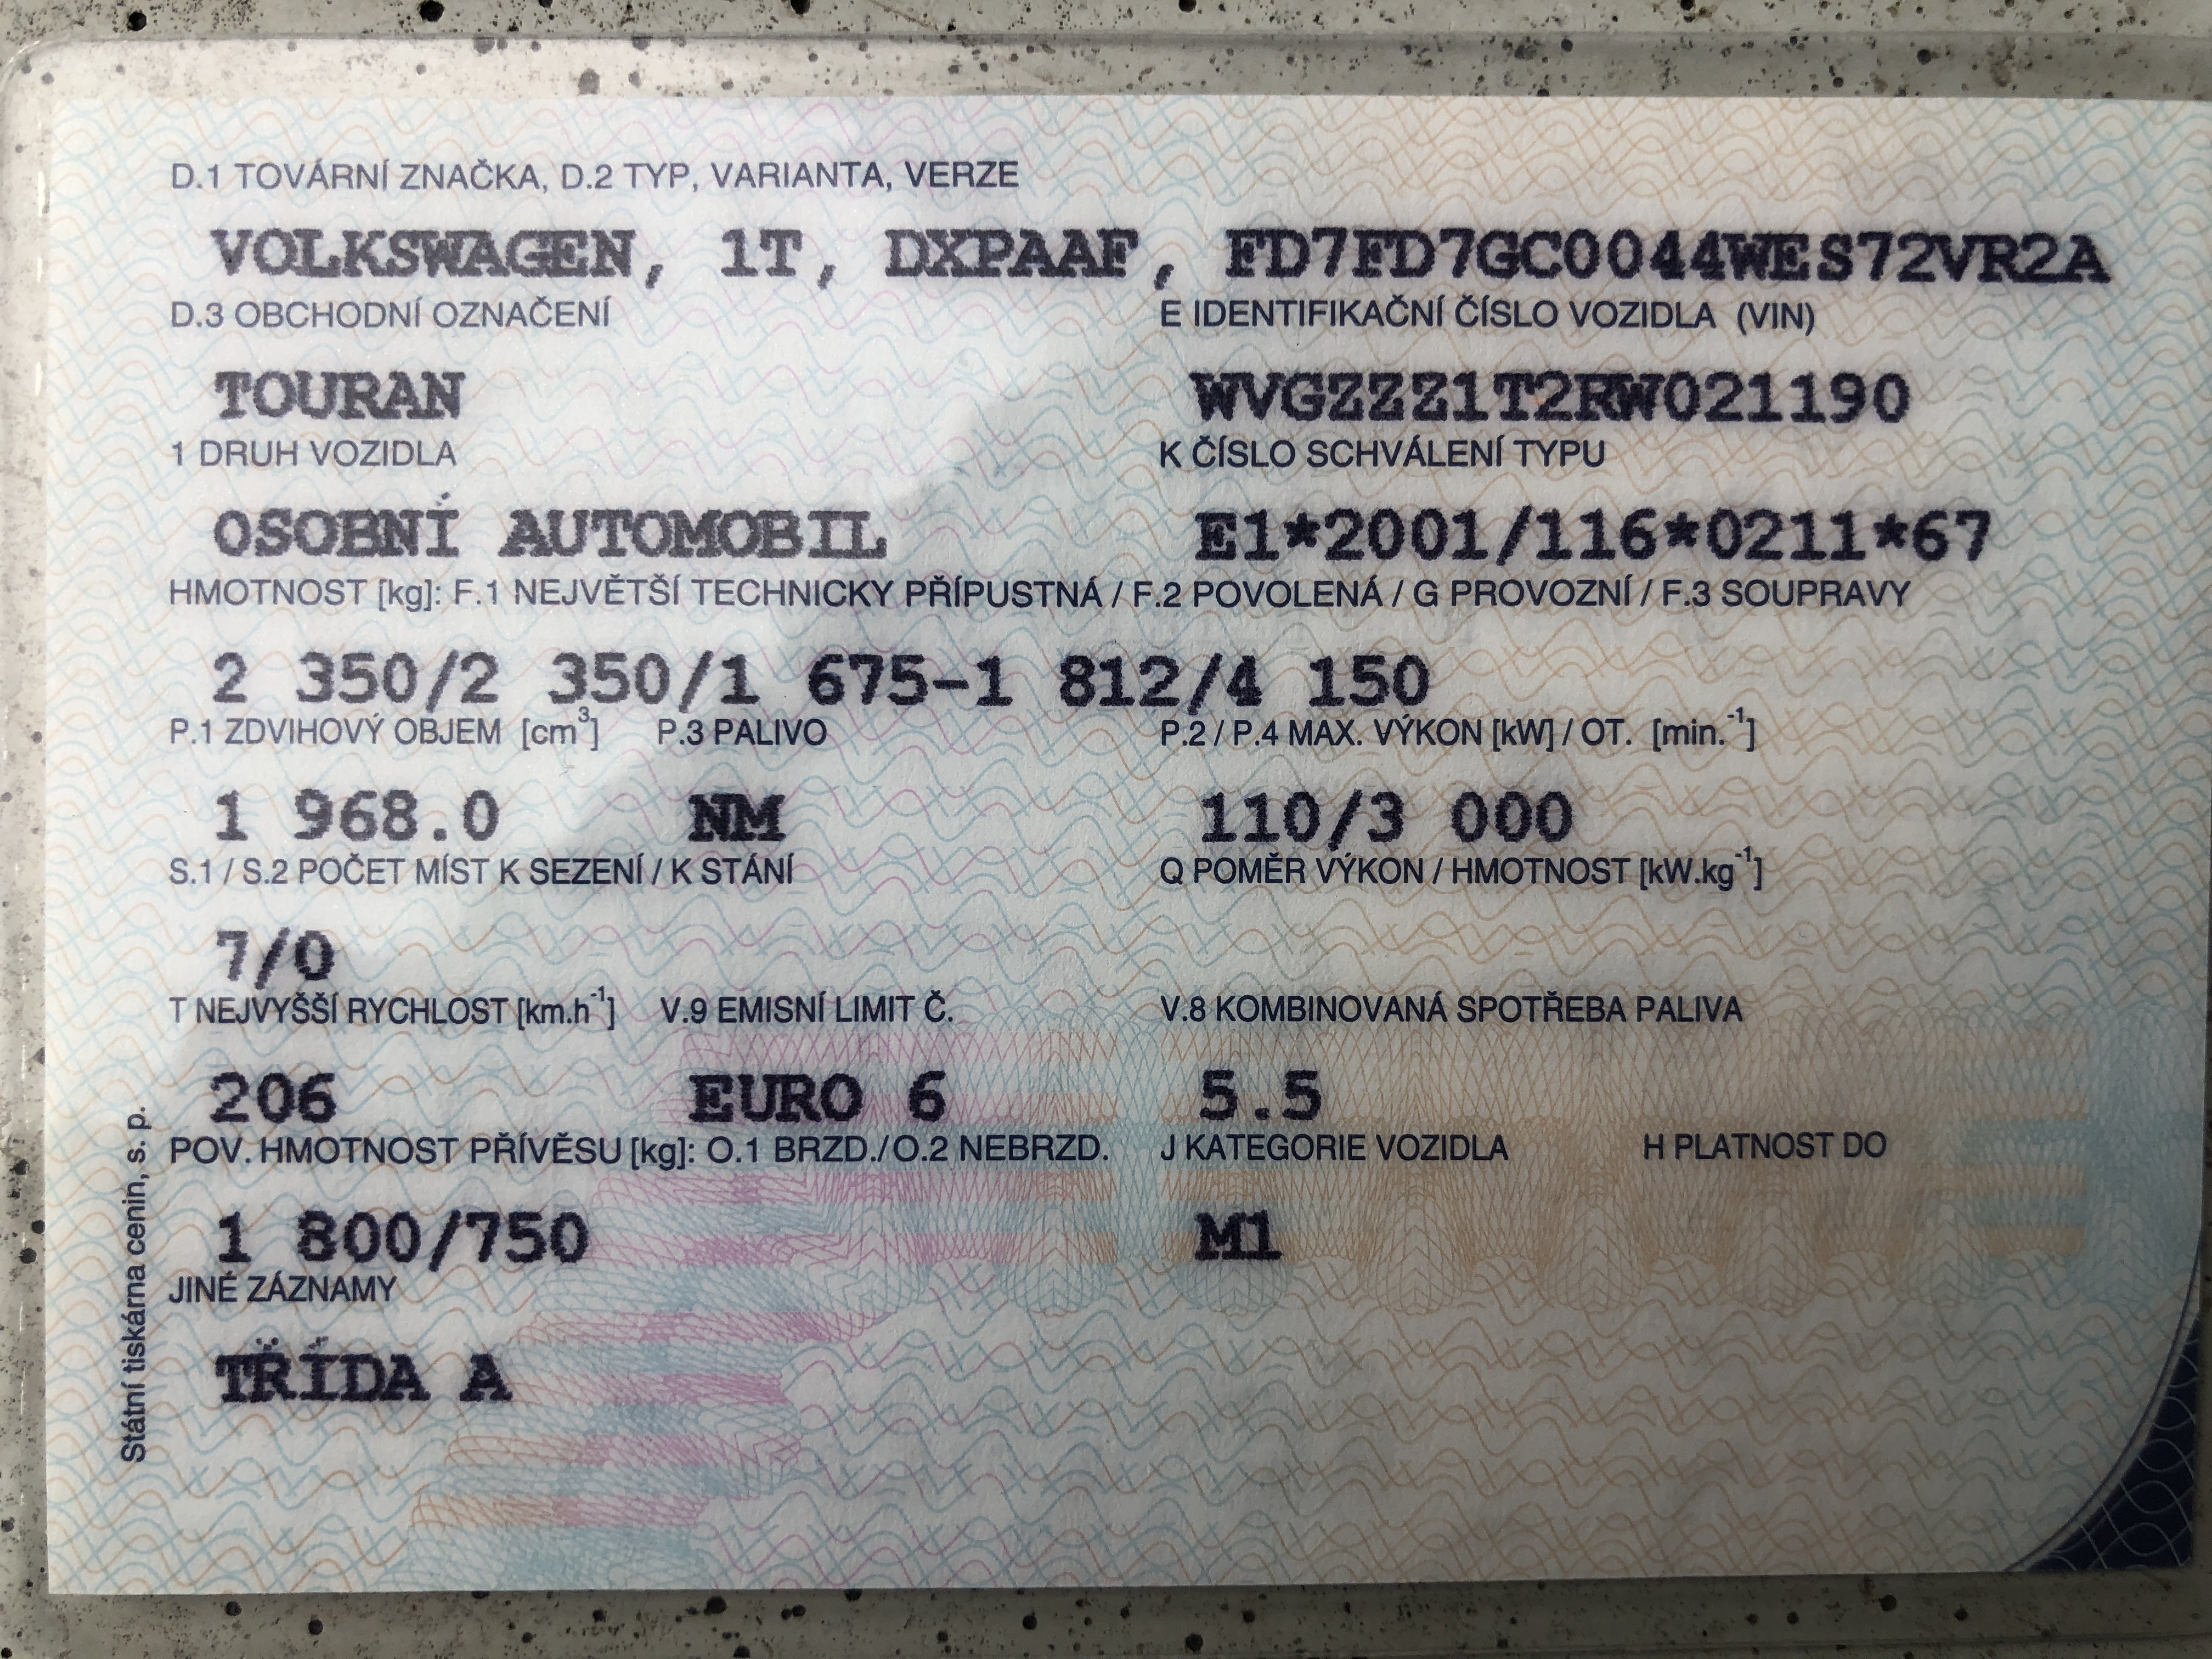 D.1 TOVÁRNÍ ZNAČKA, D.2 TYP, VARIANTA, VERZE
VOLKSWAGEN, 1T, DXPAAF, FD7FD7GC0044WES72VR2A
D.3 OBCHODNÍ OZNAČENÍ E IDENTIFIKAČNÍ ČÍSLO VOZIDLA (VIN)
TOURAN WVGZZZ1T2RW021190
1 DRUH VOZIDLA K ČÍSLO SCHVÁLENÍ TYPU
OSOBNÍ AUTOMOBIL E1*2001/116*0211*67
HMOTNOST [kg]: F.1 NEJVĚTŠÍ TECHNICKY PŘÍPUSTNÁ / F.2 POVOLENÁ / G PROVOZNÍ / F.3 SOUPRAVY
2 350/2 350/1 675-1 812/4 150
P.1 ZDVIHOVÝ OBJEM [cm³] P.3 PALIVO P.2 / P.4 MAX. VÝKON [kW] / OT. [min.⁻¹]
1 968.0 NM 110/3 000
S.1 / S.2 POČET MÍST K SEZENÍ / K STÁNÍ Q POMĚR VÝKON / HMOTNOST [kW.kg⁻¹]
7/0
T NEJVYŠŠÍ RYCHLOST [km.h⁻¹] V.9 EMISNÍ LIMIT Č. V.8 KOMBINOVANÁ SPOTŘEBA PALIVA
206 EURO 6 5.5
POV. HMOTNOST PŘÍVĚSU [kg]: O.1 BRZD./O.2 NEBRZD. J KATEGORIE VOZIDLA H PLATNOST DO
1 800/750 M1
JINÉ ZÁZNAMY
TŘÍDA A
Státní tiskárna cenin, s. p.